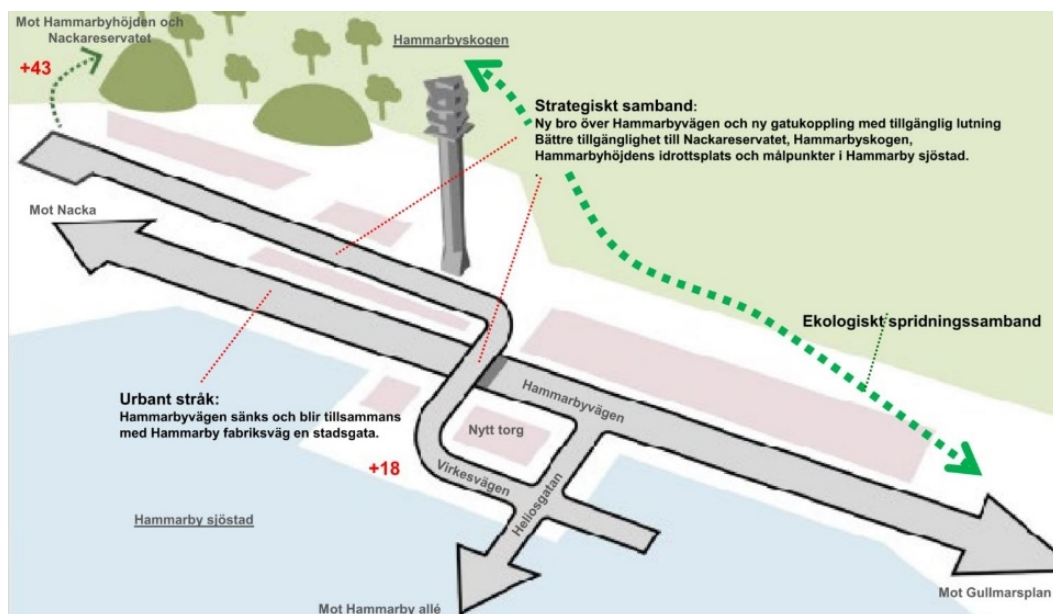 Mot Hammarbyhöjden och
Nackareservatet
Hammarbyskogen
+43
Strategiskt samband:
Ny bro över Hammarbyvägen och ny gatukoppling med tillgänglig lutning
Bättre tillgänglighet till Nackareservatet, Hammarbyskogen,
Hammarbyhöjdens idrottsplats och målpunkter i Hammarby sjöstad.
.
Mot Nacka
Ekologiskt spridningssamband
Urbant stråk:
Hammarbyvägen sänks och blir tillsammans
med Hammarby fabriksväg en stadsgata.
Hammarbyvägen
Nytt torg
+18
Virkesvägen
Heliosgatan
Hammarby sjöstad
Mot Hammarby allé
Mot Gullmarsplan